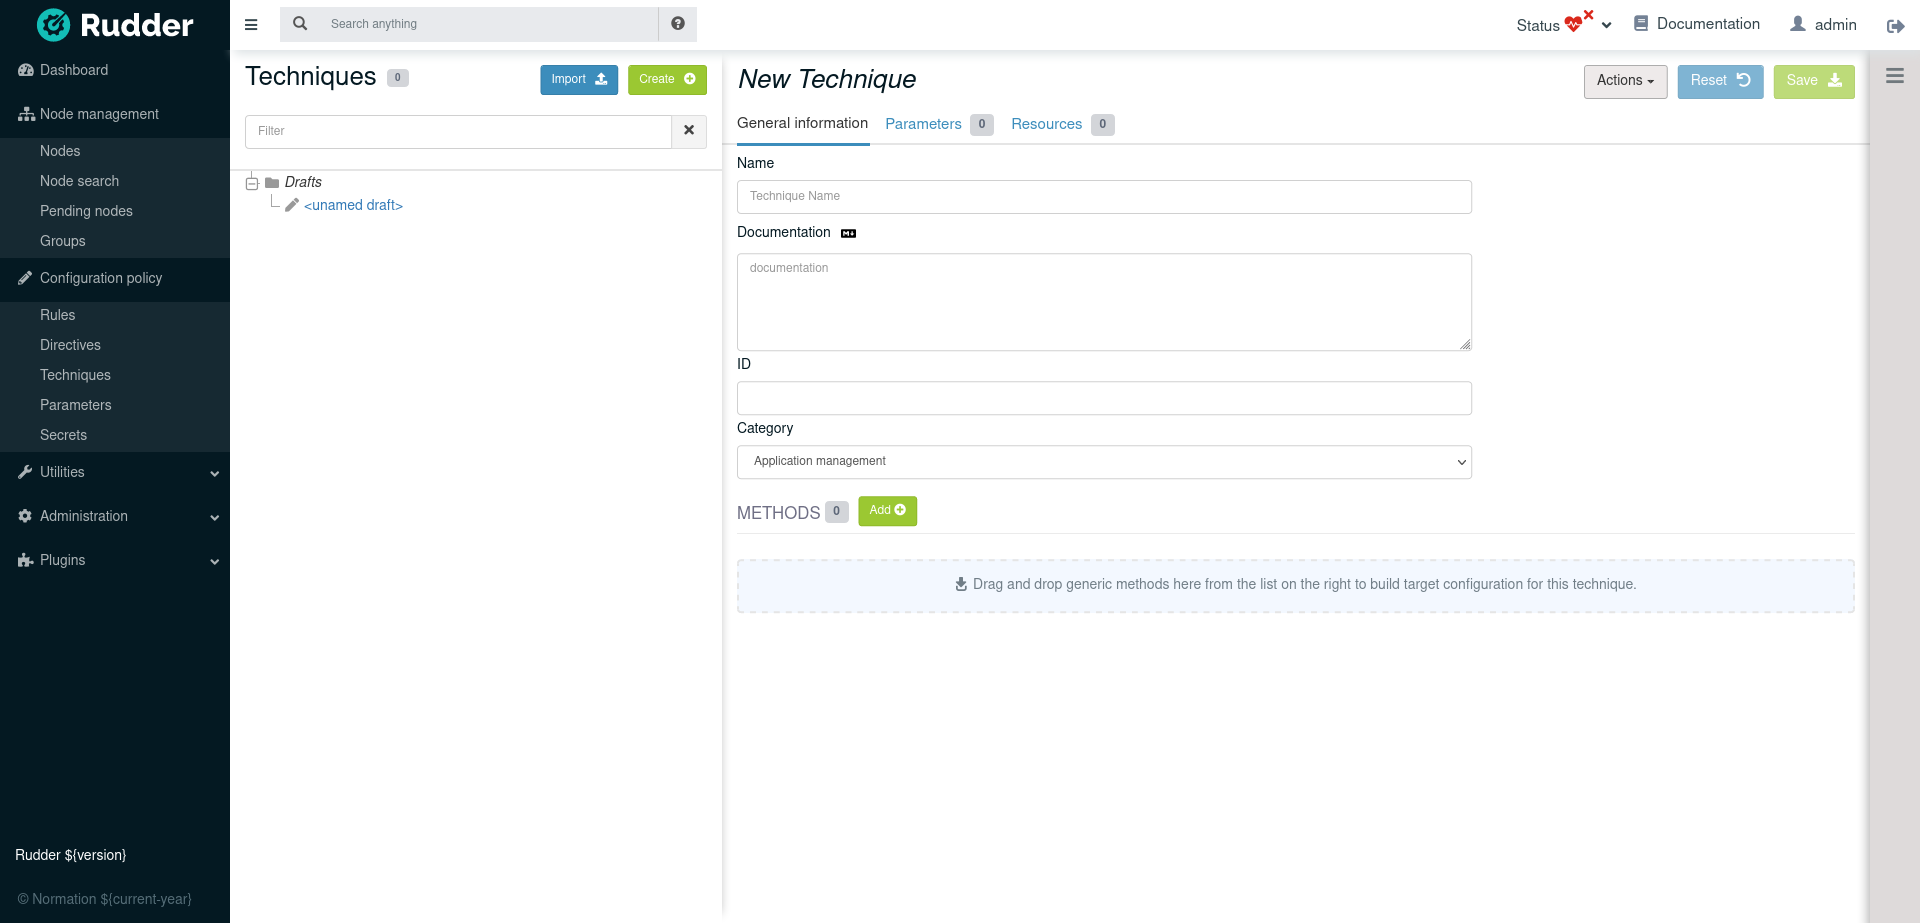 Rudder
Dashboard
Node management
Nodes
Node search
Pending nodes
Groups
Configuration policy
Rules
Directives
Techniques
Parameters
Secrets
Utilities
Administration
Plugins
Rudder ${version}
© Normation ${current-year}
Search anything
Status
Documentation
admin
Techniques 0
Import
Create
Filter
Drafts
<unamed draft>
New Technique
Actions
Reset
Save
General information
Parameters 0
Resources 0
Name
Technique Name
Documentation
documentation
ID
Category
Application management
METHODS 0
Add
Drag and drop generic methods here from the list on the right to build target configuration for this technique.